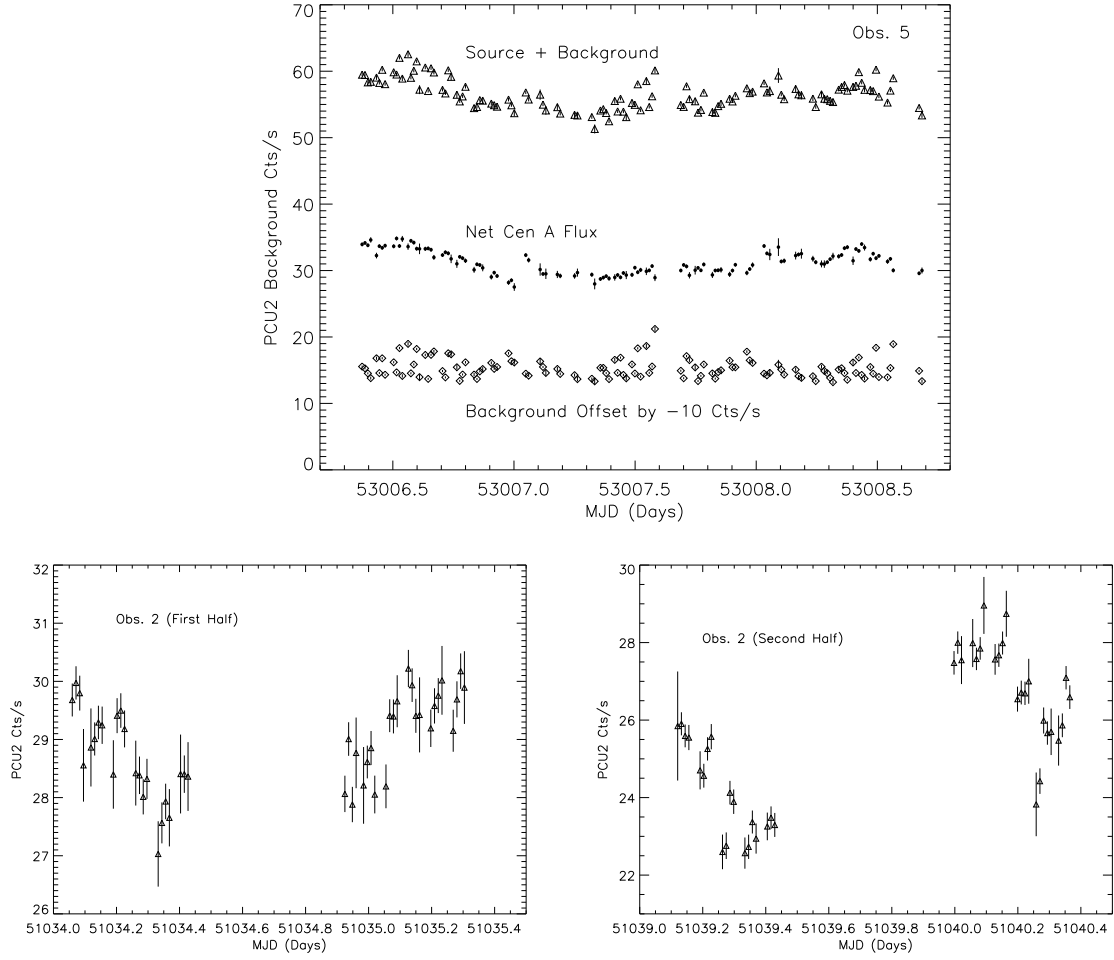 70
60
50
40
30
20
10
0
PCU2 Background Cts/s
Obs. 5
Source + Background
Net Cen A Flux
Background Offset by −10 Cts/s
53006.5 53007.0 53007.5 53008.0 53008.5
MJD (Days)
32
31
30
29
28
27
26
PCU2 Cts/s
Obs. 2 (First Half)
51034.0 51034.2 51034.4 51034.6 51034.8 51035.0 51035.2 51035.4
MJD (Days)
30
28
26
24
22
PCU2 Cts/s
Obs. 2 (Second Half)
51039.0 51039.2 51039.4 51039.6 51039.8 51040.0 51040.2 51040.4
MJD (Days)